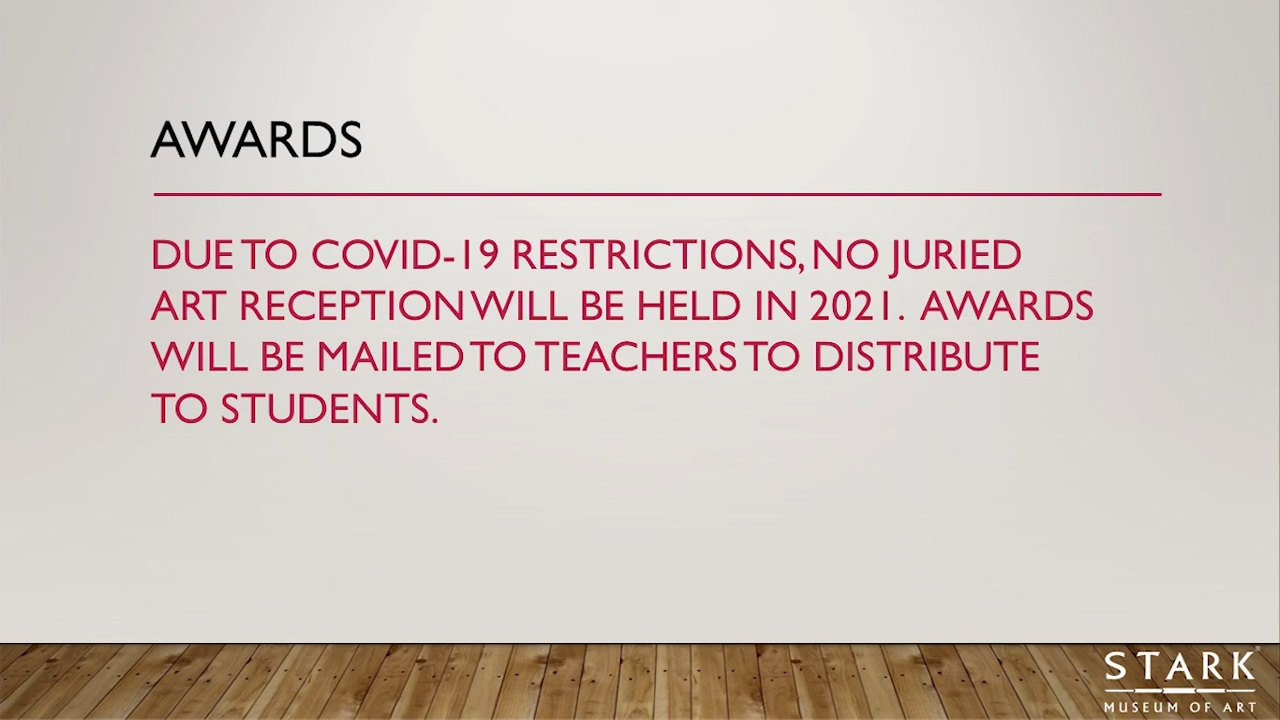 AWARDS
DUE TO COVID-19 RESTRICTIONS, NO JURIED
ART RECEPTION WILL BE HELD IN 2021.  AWARDS
WILL BE MAILED TO TEACHERS TO DISTRIBUTE
TO STUDENTS.
STARK
MUSEUM OF ART